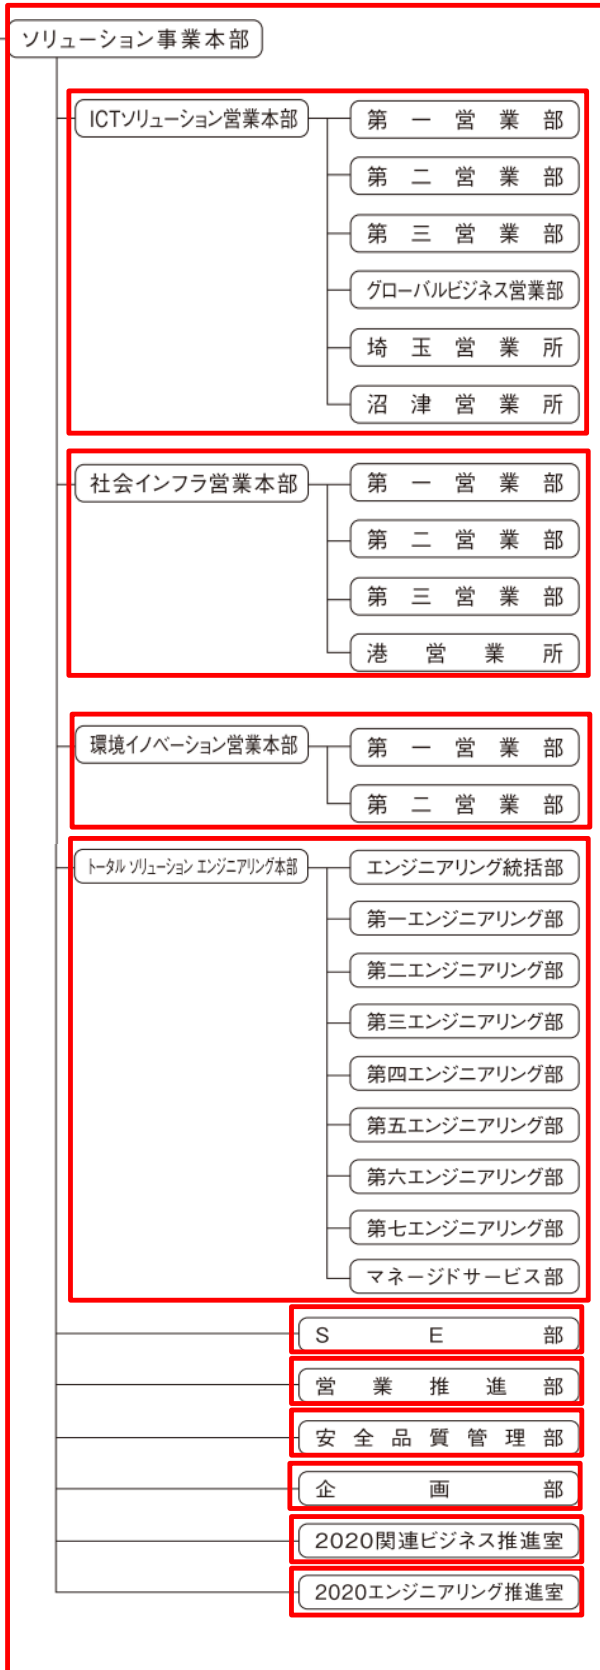 ソリューション事業本部
ICTソリューション営業本部
第一営業部
第二営業部
第三営業部
グローバルビジネス営業部
埼玉営業所
沼津営業所
社会インフラ営業本部
第一営業部
第二営業部
第三営業部
港営業所
環境イノベーション営業本部
第一営業部
第二営業部
トータル ソリューション エンジニアリング本部
エンジニアリング統括部
第一エンジニアリング部
第二エンジニアリング部
第三エンジニアリング部
第四エンジニアリング部
第五エンジニアリング部
第六エンジニアリング部
第七エンジニアリング部
マネージドサービス部
SE部
営業推進部
安全品質管理部
企画部
2020関連ビジネス推進室
2020エンジニアリング推進室